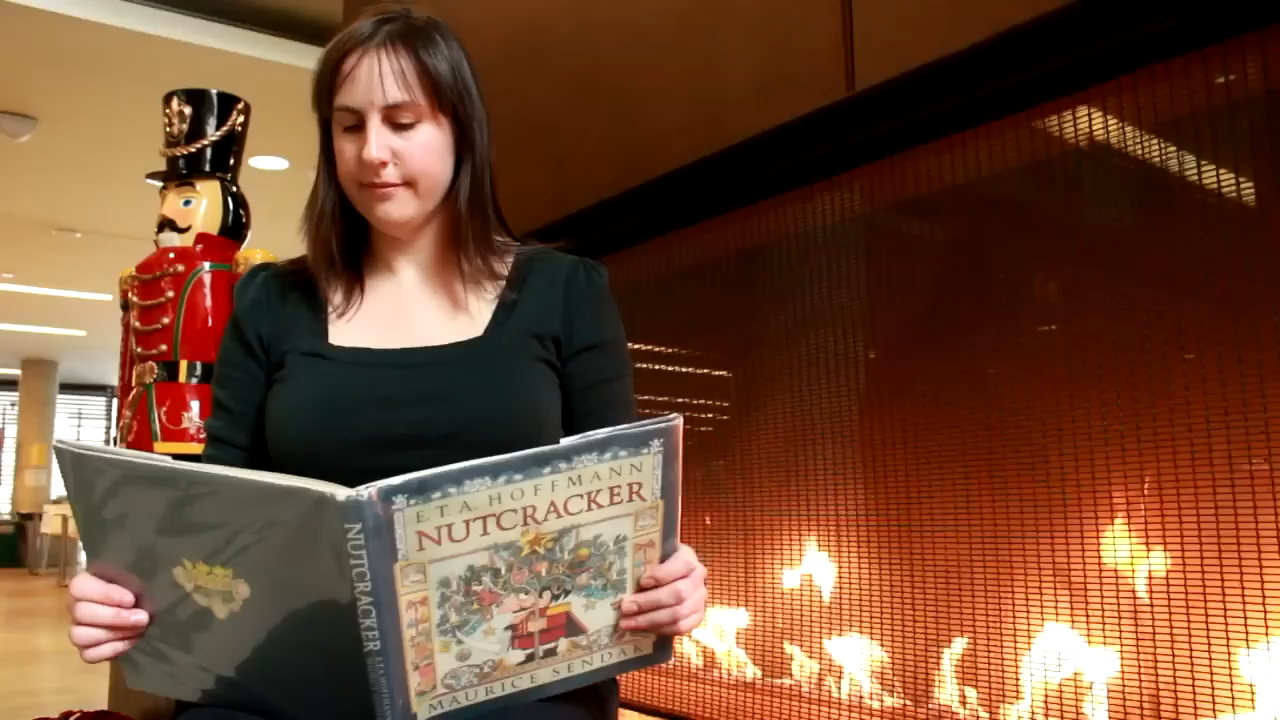 E.T.A. HOFFMANN
NUTCRACKER
MAURICE SENDAK
NUTCRACKER